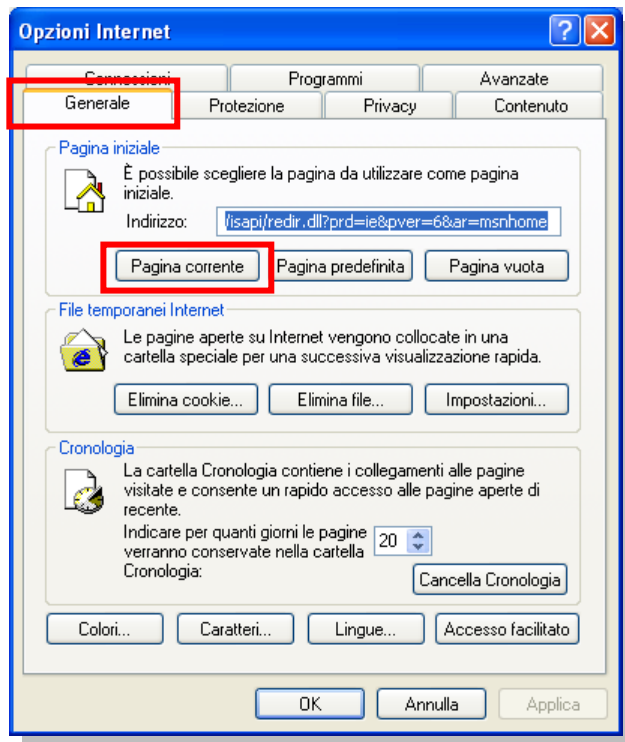 Opzioni Internet
Connessioni
Programmi
Avanzate
Generale
Protezione
Privacy
Contenuto
Pagina iniziale
È possibile scegliere la pagina da utilizzare come pagina
iniziale.
Indirizzo:
/isapi/redir.dll?prd=ie&pver=6&ar=msnhome
Pagina corrente
Pagina predefinita
Pagina vuota
File temporanei Internet
Le pagine aperte su Internet vengono collocate in una
cartella speciale per una successiva visualizzazione rapida.
Elimina cookie...
Elimina file...
Impostazioni...
Cronologia
La cartella Cronologia contiene i collegamenti alle pagine
visitate e consente un rapido accesso alle pagine aperte di
recente.
Indicare per quanti giorni le pagine
verranno conservate nella cartella
Cronologia:
20
Cancella Cronologia
Colori...
Caratteri...
Lingue...
Accesso facilitato
OK
Annulla
Applica